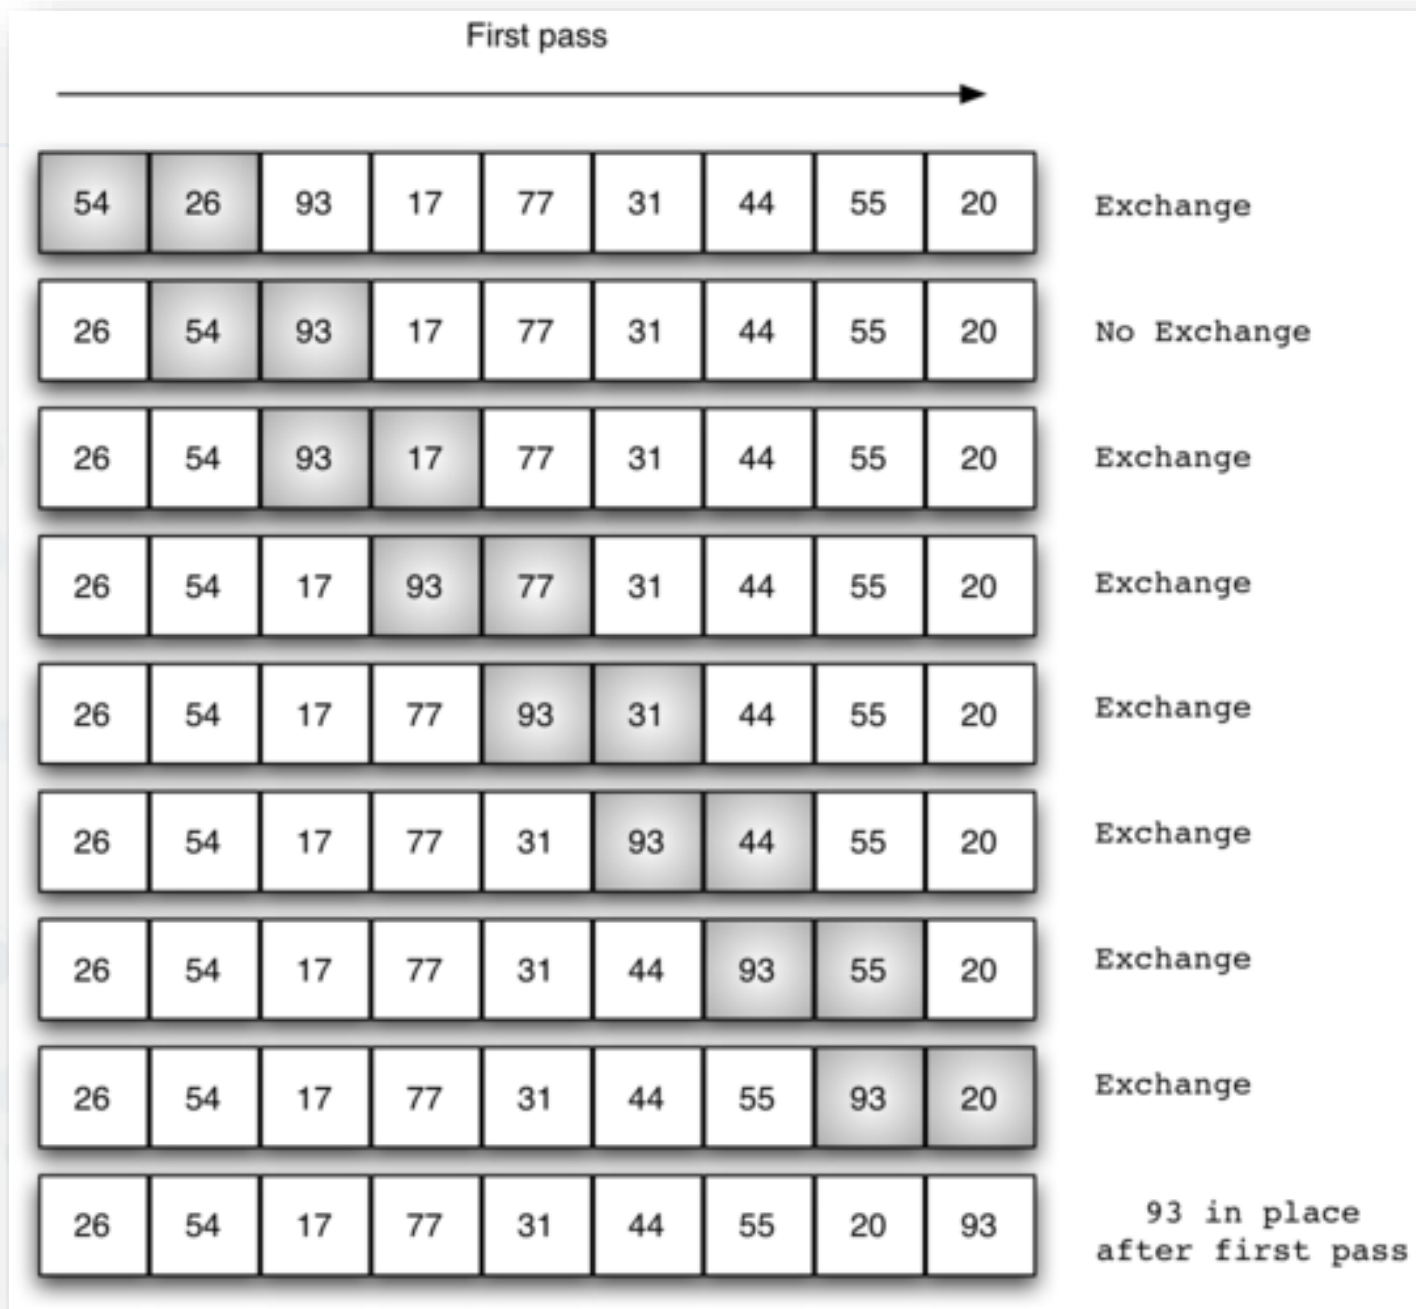 First pass
54 26 93 17 77 31 44 55 20 Exchange
26 54 93 17 77 31 44 55 20 No Exchange
26 54 93 17 77 31 44 55 20 Exchange
26 54 17 93 77 31 44 55 20 Exchange
26 54 17 77 93 31 44 55 20 Exchange
26 54 17 77 31 93 44 55 20 Exchange
26 54 17 77 31 44 93 55 20 Exchange
26 54 17 77 31 44 55 93 20 Exchange
26 54 17 77 31 44 55 20 93 93 in place
after first pass